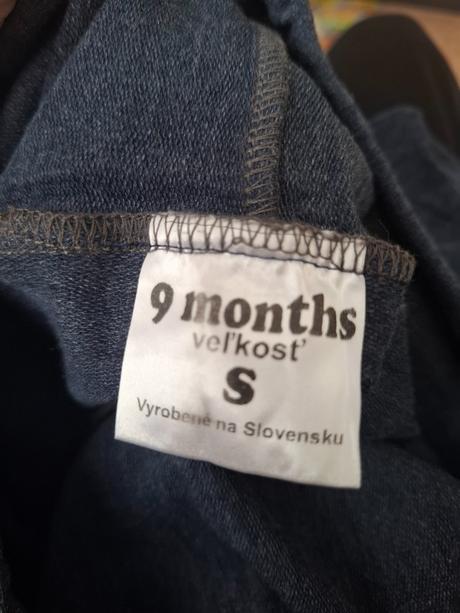 9 months
veľkosť
S
Vyrobené na Slovensku